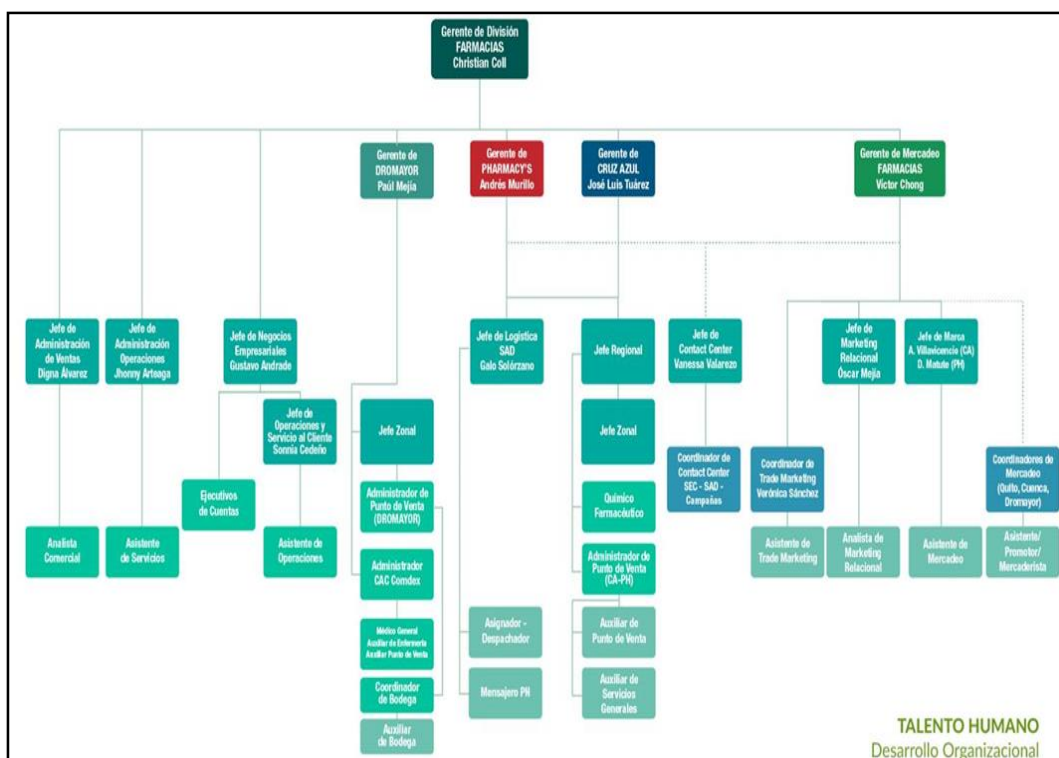 Gerente de División
FARMACIAS
Christian Coll
Gerente de
DROMAYOR
Paúl Mejía
Gerente de
PHARMACY'S
Andrés Murillo
Gerente de
CRUZ AZUL
José Luis Tuárez
Gerente de Mercadeo
FARMACIAS
Víctor Chong
Jefe de
Administración
de Ventas
Digna Álvarez
Jefe de
Administración
Operaciones
Jhonny Arteaga
Jefe de Negocios
Empresariales
Gustavo Andrade
Jefe de Logística
SAD
Galo Solórzano
Jefe Regional
Jefe de
Contact Center
Vanessa Valarezo
Jefe de
Marketing
Relacional
Óscar Mejía
Jefe de Marca
A. Villavicencio (CA)
D. Matute (PH)
Jefe de
Operaciones y
Servicio al Cliente
Sonnia Cedeño
Jefe Zonal
Jefe Zonal
Coordinador de
Contact Center
SEC - SAD -
Campañas
Coordinador de
Trade Marketing
Verónica Sánchez
Coordinadores de
Mercadeo
(Quito, Cuenca,
Dromayor)
Ejecutivos
de Cuentas
Administrador de
Punto de Venta
(DROMAYOR)
Químico
Farmacéutico
Analista
Comercial
Asistente
de Servicios
Asistente de
Operaciones
Administrador
CAC Comdex
Administrador de
Punto de Venta
(CA-PH)
Asistente de
Trade Marketing
Analista de
Marketing
Relacional
Asistente de
Mercadeo
Asistente/
Promotor/
Mercaderista
Médico General
Auxiliar de Enfermería
Auxiliar Punto de Venta
Asignador -
Despachador
Auxiliar de
Punto de Venta
Coordinador
de Bodega
Mensajero PH
Auxiliar de
Servicios
Generales
Auxiliar
de Bodega
TALENTO HUMANO
Desarrollo Organizacional